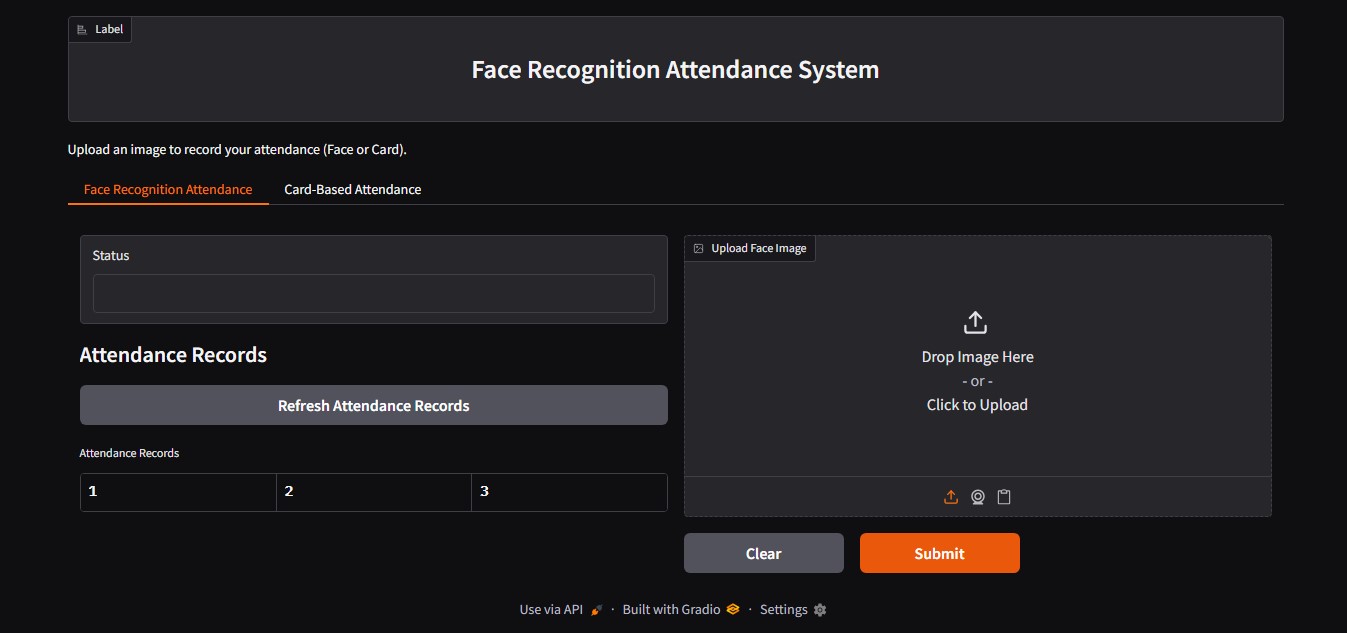 Label
Face Recognition Attendance System
Upload an image to record your attendance (Face or Card).
Face Recognition Attendance
Card-Based Attendance
Status
Attendance Records
Refresh Attendance Records
Attendance Records
1 2 3
Upload Face Image
Drop Image Here
- or -
Click to Upload
Clear
Submit
Use via API · Built with Gradio · Settings